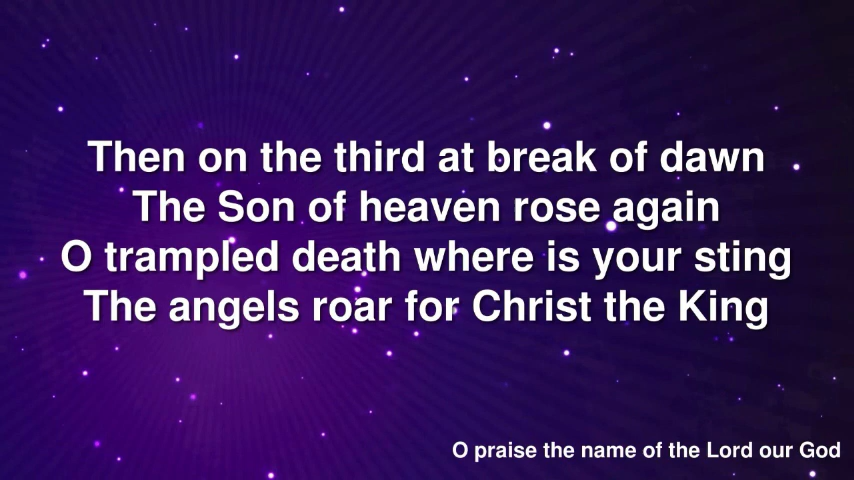 Then on the third at break of dawn
The Son of heaven rose again
O trampled death where is your sting
The angels roar for Christ the King
O praise the name of the Lord our God